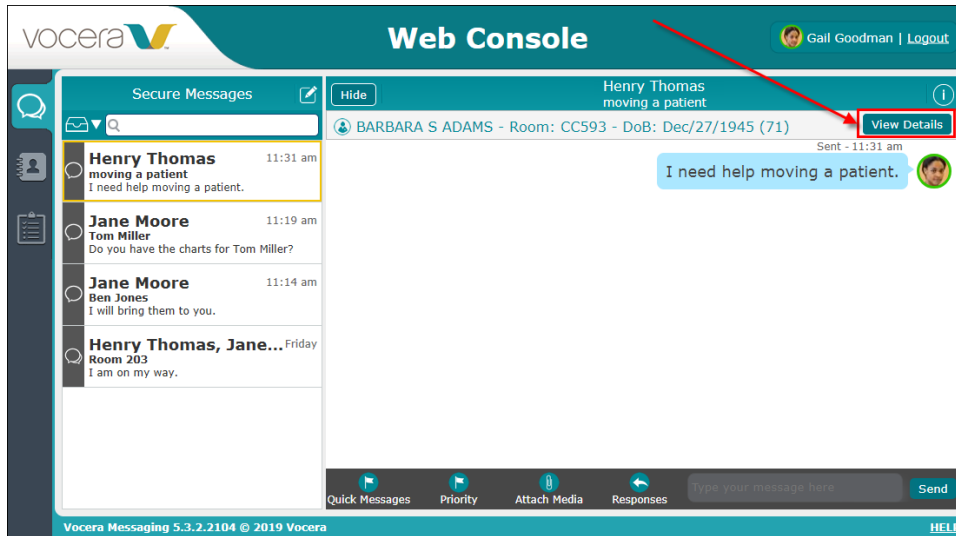 vocera
Web Console
Gail Goodman | Logout
Secure Messages
Hide
Henry Thomas
moving a patient
BARBARA S ADAMS - Room: CC593 - DoB: Dec/27/1945 (71)
View Details
Henry Thomas 11:31 am
moving a patient
I need help moving a patient.
Jane Moore 11:19 am
Tom Miller
Do you have the charts for Tom Miller?
Jane Moore 11:14 am
Ben Jones
I will bring them to you.
Henry Thomas, Jane... Friday
Room 203
I am on my way.
Sent - 11:31 am
I need help moving a patient.
Quick Messages
Priority
Attach Media
Responses
Type your message here
Send
Vocera Messaging 5.3.2.2104 © 2019 Vocera